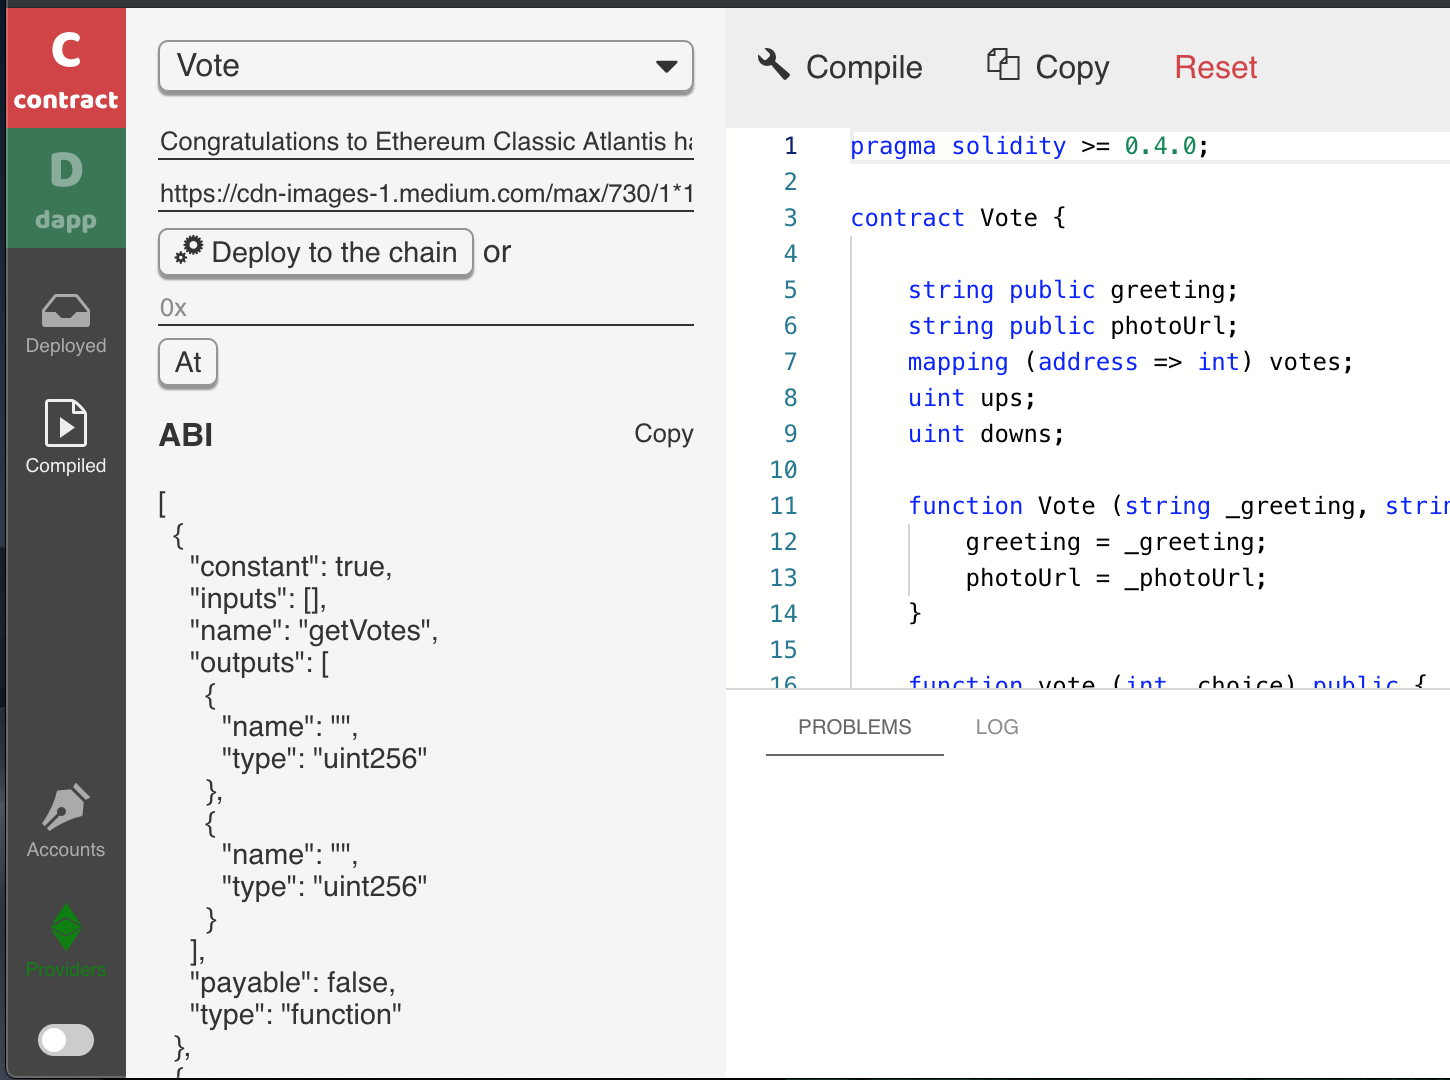 C
contract
D
dapp
Deployed
Compiled
Accounts
Providers
Vote
Congratulations to Ethereum Classic Atlantis
https://cdn-images-1.medium.com/max/730/1*1
Deploy to the chain or
0x
At
ABI Copy
[
{
"constant": true,
"inputs": [],
"name": "getVotes",
"outputs": [
{
"name": "",
"type": "uint256"
},
{
"name": "",
"type": "uint256"
}
],
"payable": false,
"type": "function"
},
{
Compile Copy Reset
1 pragma solidity >= 0.4.0;
2
3 contract Vote {
4
5 string public greeting;
6 string public photoUrl;
7 mapping (address => int) votes;
8 uint ups;
9 uint downs;
10
11 function Vote (string _greeting, strin
12 greeting = _greeting;
13 photoUrl = _photoUrl;
14 }
15
16 function vote (int _choice) public {
PROBLEMS LOG